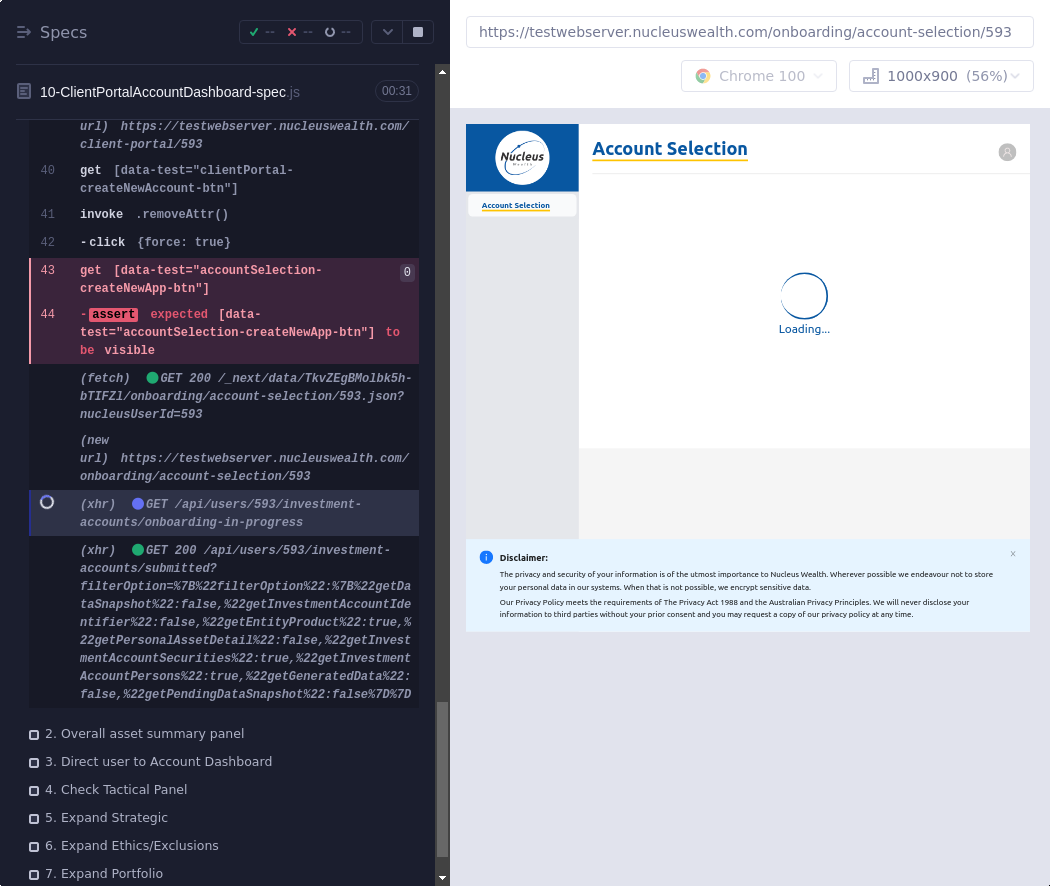 Specs
-- -- --
10-ClientPortalAccountDashboard-spec.js 00:31
url) https://testwebserver.nucleuswealth.com/
client-portal/593
40 get [data-test="clientPortal-
createNewAccount-btn"]
41 invoke .removeAttr()
42 -click {force: true}
43 get [data-test="accountSelection- 0
createNewApp-btn"]
44 -assert expected [data-
test="accountSelection-createNewApp-btn"] to
be visible
(fetch) GET 200 /_next/data/TkvZEgBMolbk5h-
bTIFZl/onboarding/account-selection/593.json?
nucleusUserId=593
(new
url) https://testwebserver.nucleuswealth.com/
onboarding/account-selection/593
(xhr) GET /api/users/593/investment-
accounts/onboarding-in-progress
(xhr) GET 200 /api/users/593/investment-
accounts/submitted?
filterOption=%7B%22filterOption%22:%7B%22getDa
taSnapshot%22:false,%22getInvestmentAccountIde
ntifier%22:false,%22getEntityProduct%22:true,%
22getPersonalAssetDetail%22:false,%22getInvest
mentAccountSecurities%22:true,%22getInvestment
AccountPersons%22:true,%22getGeneratedData%22:
false,%22getPendingDataSnapshot%22:false%7D%7D
2. Overall asset summary panel
3. Direct user to Account Dashboard
4. Check Tactical Panel
5. Expand Strategic
6. Expand Ethics/Exclusions
7. Expand Portfolio
https://testwebserver.nucleuswealth.com/onboarding/account-selection/593
Chrome 100
1000x900 (56%)
Nucleus
Wealth
Account Selection
Account Selection
Loading...
Disclaimer:
The privacy and security of your information is of the utmost importance to Nucleus Wealth. Wherever possible we endeavour not to store
your personal data in our systems. When that is not possible, we encrypt sensitive data.
Our Privacy Policy meets the requirements of The Privacy Act 1988 and the Australian Privacy Principles. We will never disclose your
information to third parties without your prior consent and you may request a copy of our privacy policy at any time.